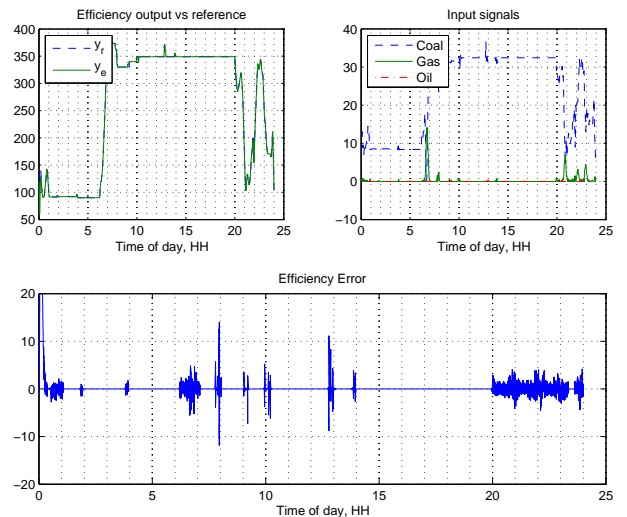 Efficiency output vs reference
400
350
300
250
200
150
100
50
y_r
y_e
0 5 10 15 20 25
Time of day, HH
Input signals
40
30
20
10
0
−10
Coal
Gas
Oil
0 5 10 15 20 25
Time of day, HH
Efficiency Error
20
10
0
−10
−20
0 5 10 15 20 25
Time of day, HH